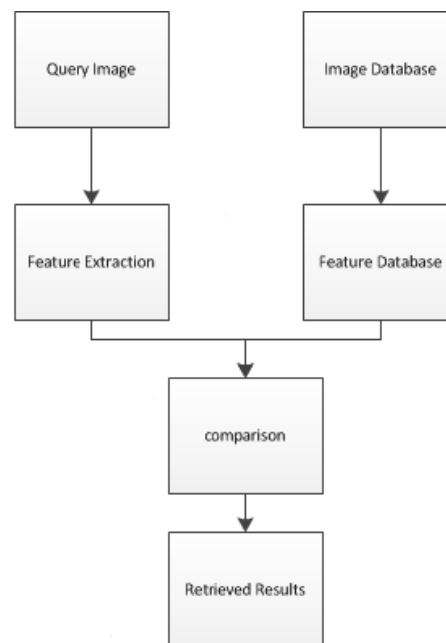 Query Image
Image Database
Feature Extraction
Feature Database
comparison
Retrieved Results